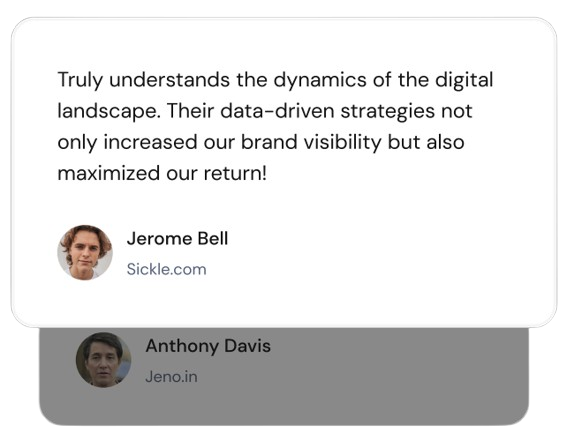 Truly understands the dynamics of the digital
landscape. Their data-driven strategies not
only increased our brand visibility but also
maximized our return!
Jerome Bell
Sickle.com
Anthony Davis
Jeno.in